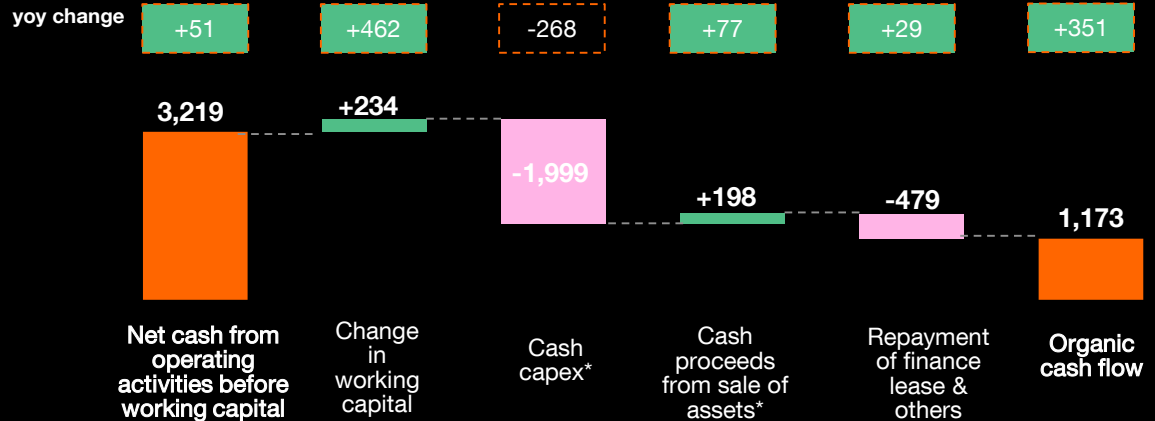 yoy change
+51
+462
-268
+77
+29
+351
3,219
+234
-1,999
+198
-479
1,173
Net cash from
operating
activities before
working capital
Change
in
working
capital
Cash
capex*
Cash
proceeds
from sale of
assets*
Repayment
of finance
lease &
others
Organic
cash flow